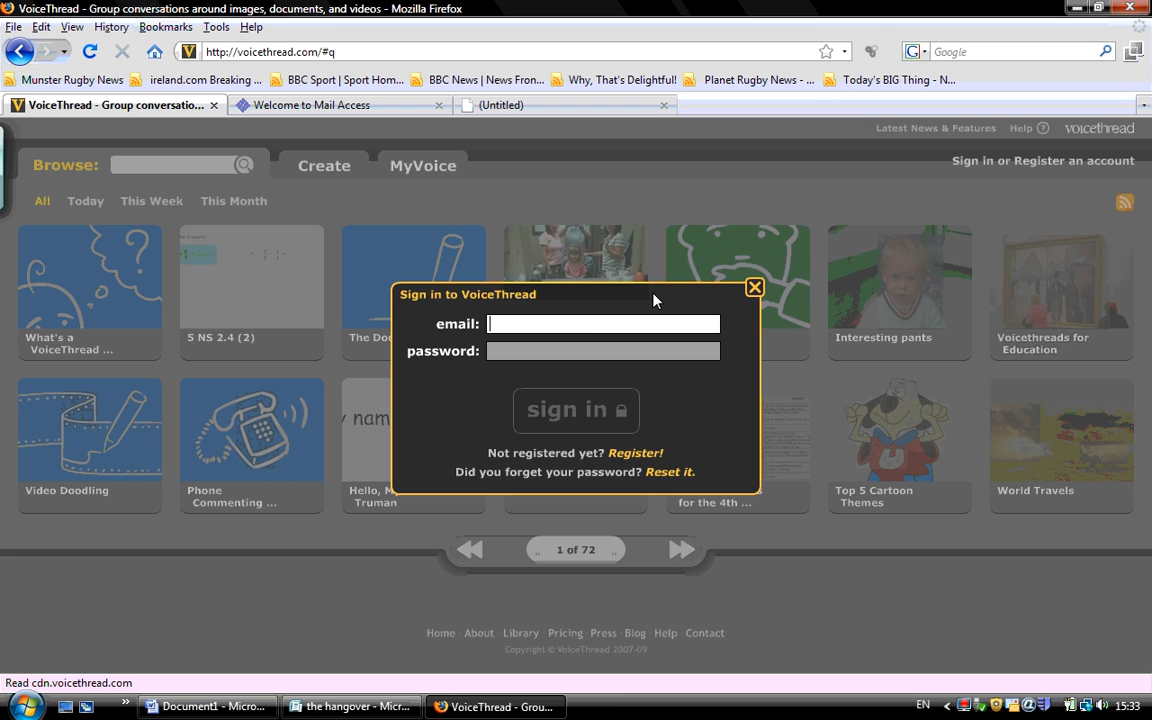 VoiceThread - Group conversations around images, documents, and videos - Mozilla Firefox
File Edit View History Bookmarks Tools Help
V http://voicethread.com/#q G Google
Munster Rugby News ireland.com Breaking ... BBC Sport | Sport Hom... BBC News | News Fron... Why, That's Delightful! Planet Rugby News - ... Today's BIG Thing - N...
V VoiceThread - Group conversatio... Welcome to Mail Access (Untitled)
Latest News & Features Help ? voicethread
Browse: Create MyVoice Sign in or Register an account
All Today This Week This Month
Sign in to VoiceThread
email:
password:
sign in
Not registered yet? Register!
Did you forget your password? Reset it.
What's a
VoiceThread ...
5 NS 2.4 (2)
Interesting pants
Voicethreads for
Education
Video Doodling
Phone
Commenting ...
Truman
for the 4th ...
Top 5 Cartoon
Themes
World Travels
1 of 72
Home About Library Pricing Press Blog Help Contact
Copyright © VoiceThread 2007-09
Read cdn.voicethread.com
Document1 - Micro... the hangover - Micr... VoiceThread - Grou... EN 15:33